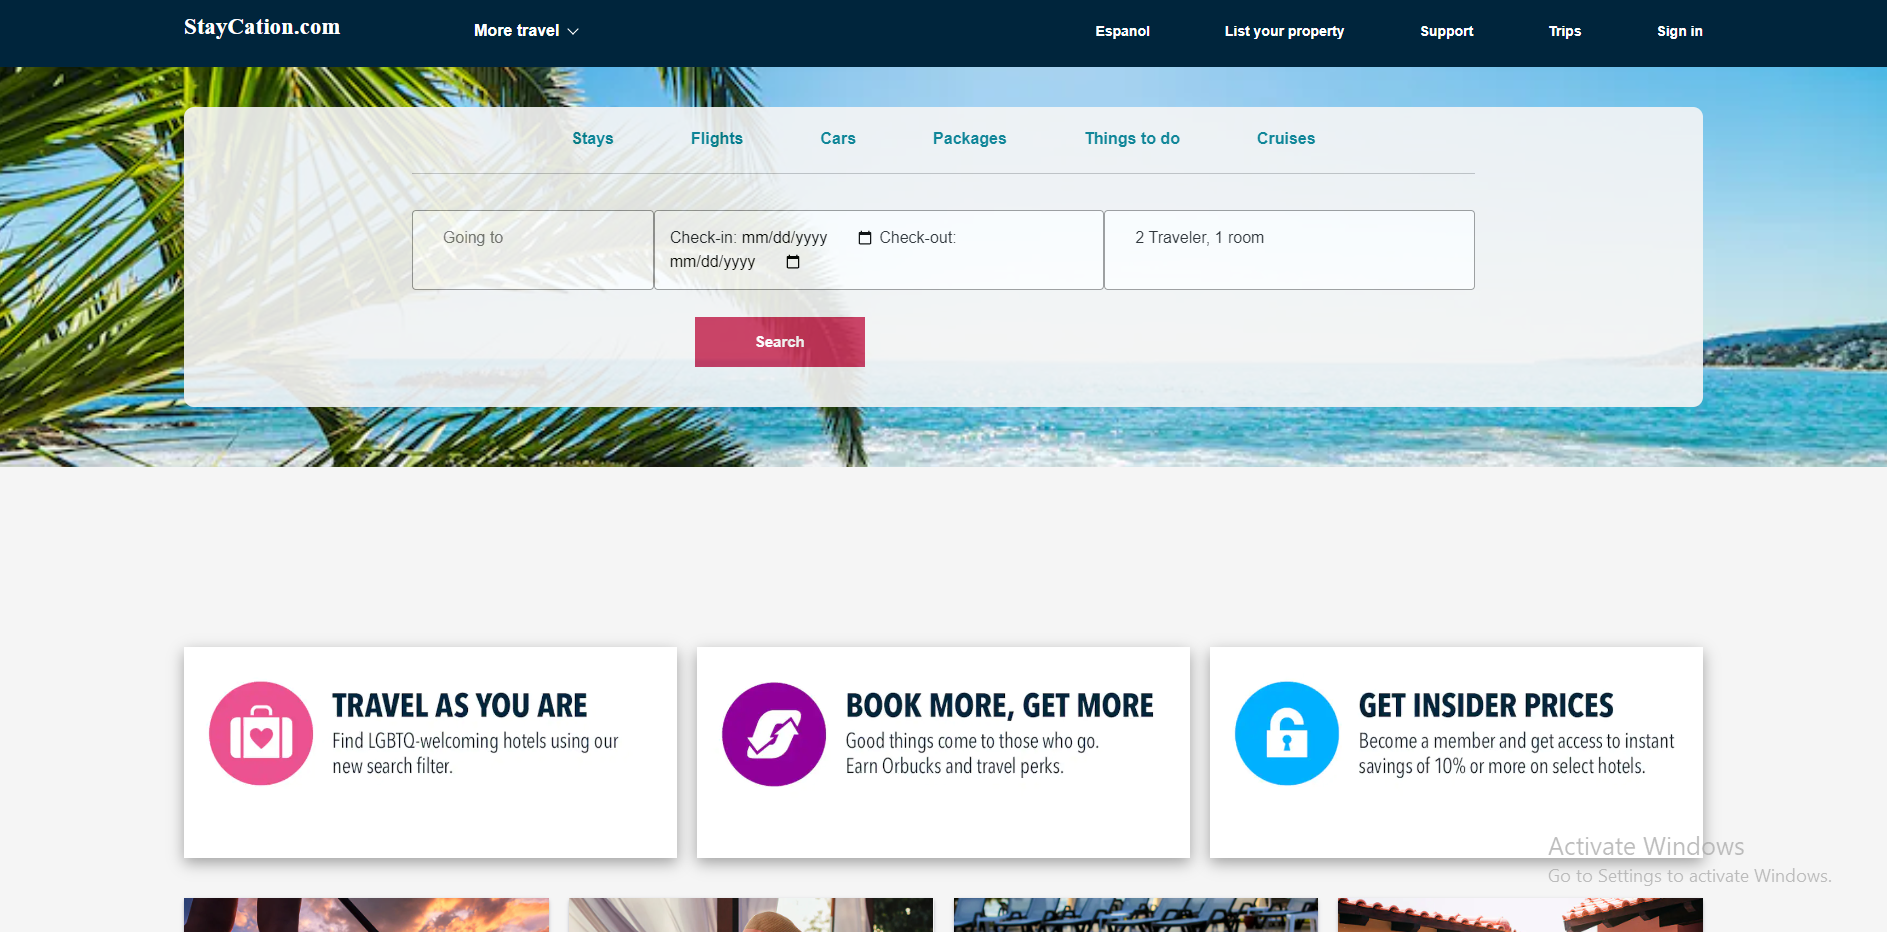 StayCation.com
More travel
Espanol
List your property
Support
Trips
Sign in
Stays
Flights
Cars
Packages
Things to do
Cruises
Going to
Check-in: mm/dd/yyyy Check-out:
mm/dd/yyyy
2 Traveler, 1 room
Search
TRAVEL AS YOU ARE
Find LGBTQ-welcoming hotels using our
new search filter.
BOOK MORE, GET MORE
Good things come to those who go.
Earn Orbucks and travel perks.
GET INSIDER PRICES
Become a member and get access to instant
savings of 10% or more on select hotels.
Activate Windows
Go to Settings to activate Windows.